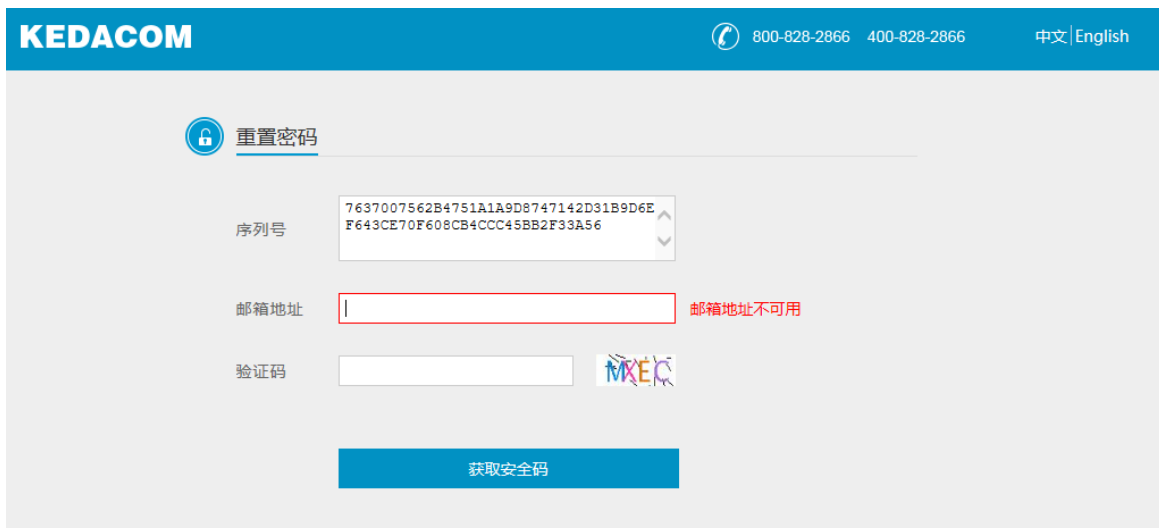 KEDACOM
800-828-2866 400-828-2866
中文|English
重置密码
序列号
7637007562B4751A1A9D8747142D31B9D6E
F643CE70F608CB4CCC45BB2F33A56
邮箱地址
邮箱地址不可用
验证码
MXEC
获取安全码